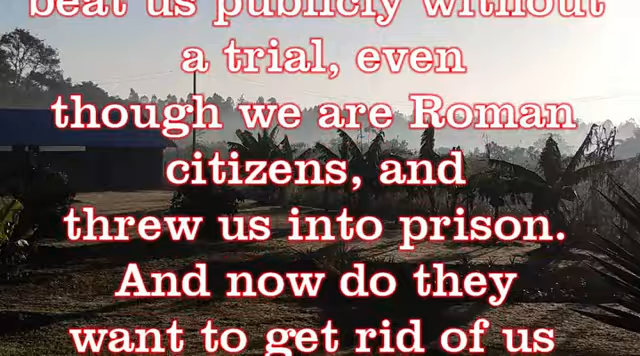 beat us publicly without
a trial, even
though we are Roman
citizens, and
threw us into prison.
And now do they
want to get rid of us